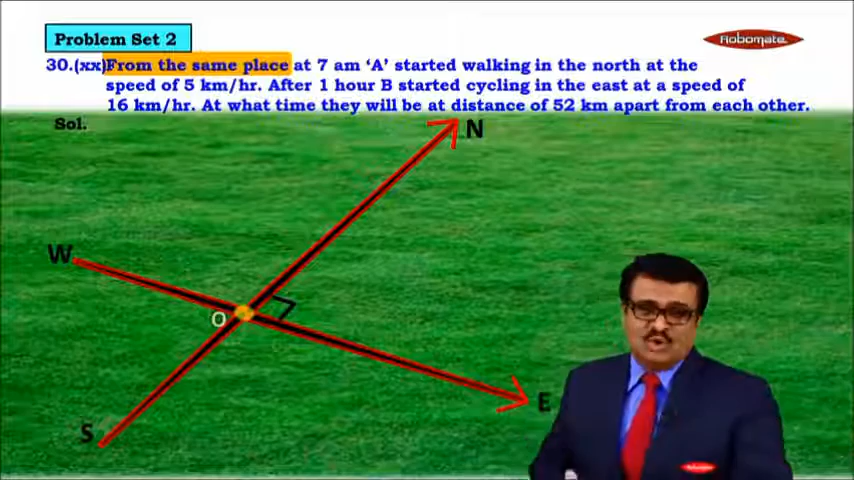 Problem Set 2
Robomate
30.(xx)From the same place at 7 am ‘A’ started walking in the north at the
speed of 5 km/hr. After 1 hour B started cycling in the east at a speed of
16 km/hr. At what time they will be at distance of 52 km apart from each other.
Sol.
N
W
O
E
S
Robomate